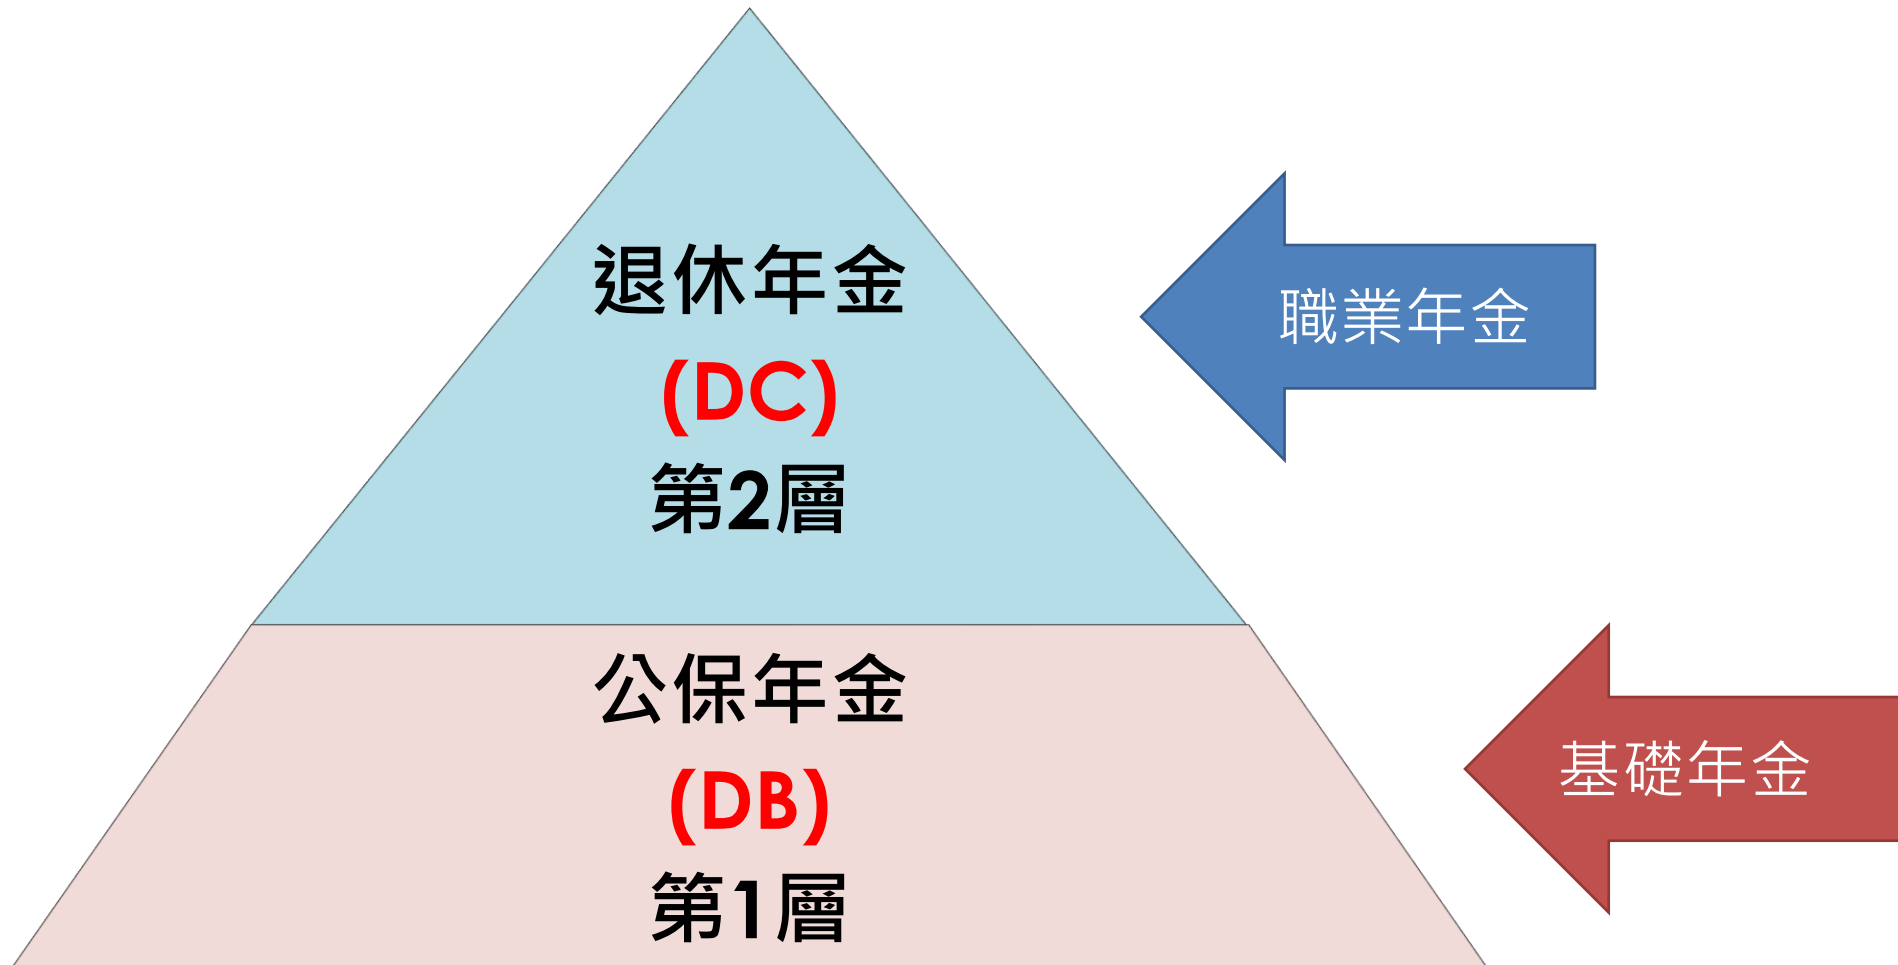 退休年金
(DC)
第2層
職業年金
公保年金
(DB)
第1層
基礎年金